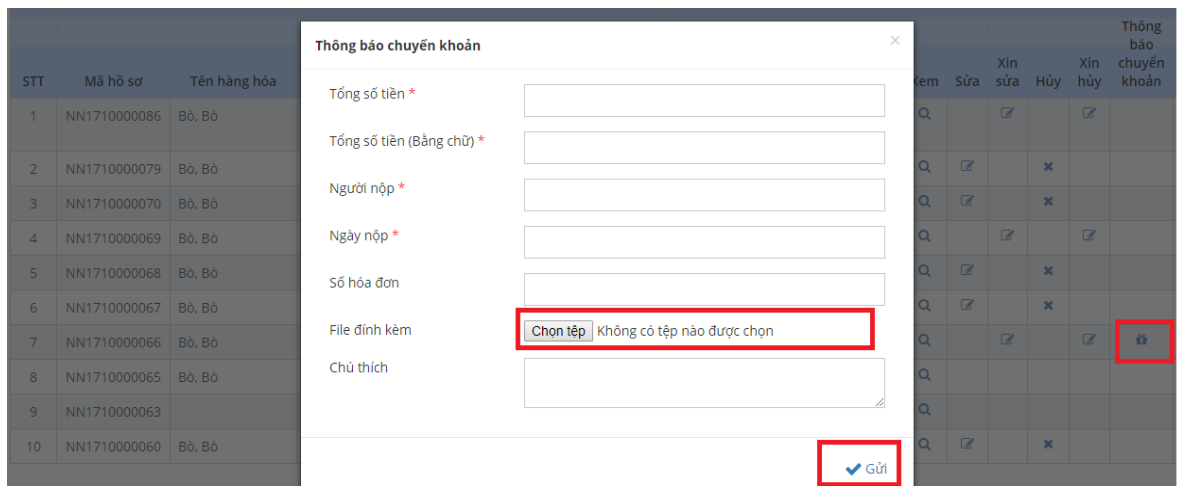 Thông báo chuyển khoản ×
Tổng số tiền *
Tổng số tiền (Bằng chữ) *
Người nộp *
Ngày nộp *
Số hóa đơn
File đính kèm Chọn tệp Không có tệp nào được chọn
Chú thích
Gửi
STT Mã hồ sơ Tên hàng hóa Xem Sửa Xin sửa Hủy Xin hủy Thông báo chuyển khoản
1 NN1710000086 Bò, Bò
2 NN1710000079 Bò, Bò
3 NN1710000070 Bò, Bò
4 NN1710000069 Bò, Bò
5 NN1710000068 Bò, Bò
6 NN1710000067 Bò, Bò
7 NN1710000066 Bò, Bò
8 NN1710000065 Bò, Bò
9 NN1710000063
10 NN1710000060 Bò, Bò